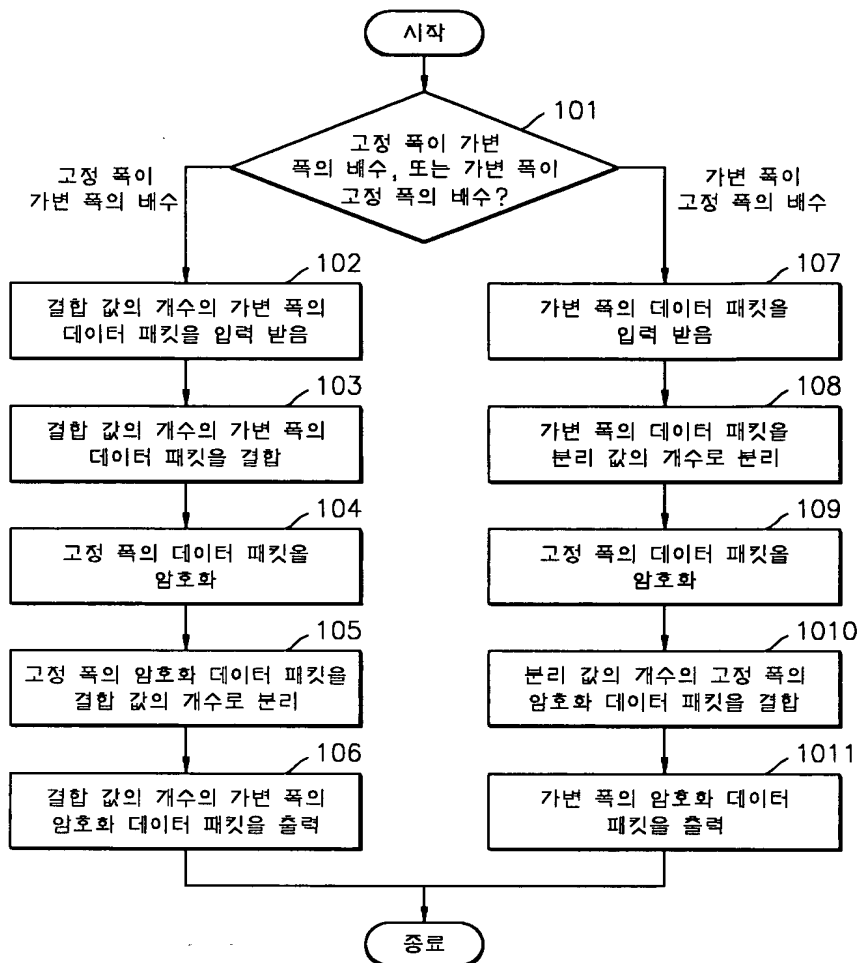 시작
101
고정 폭이 가변
폭의 배수, 또는 가변 폭이
고정 폭의 배수?
고정 폭이
가변 폭의 배수
가변 폭이
고정 폭의 배수
102
결합 값의 개수의 가변 폭의
데이터 패킷을 입력 받음
103
결합 값의 개수의 가변 폭의
데이터 패킷을 결합
104
고정 폭의 데이터 패킷을
암호화
105
고정 폭의 암호화 데이터 패킷을
결합 값의 개수로 분리
106
결합 값의 개수의 가변 폭의
암호화 데이터 패킷을 출력
107
가변 폭의 데이터 패킷을
입력 받음
108
가변 폭의 데이터 패킷을
분리 값의 개수로 분리
109
고정 폭의 데이터 패킷을
암호화
1010
분리 값의 개수의 고정 폭의
암호화 데이터 패킷을 결합
1011
가변 폭의 암호화 데이터
패킷을 출력
종료